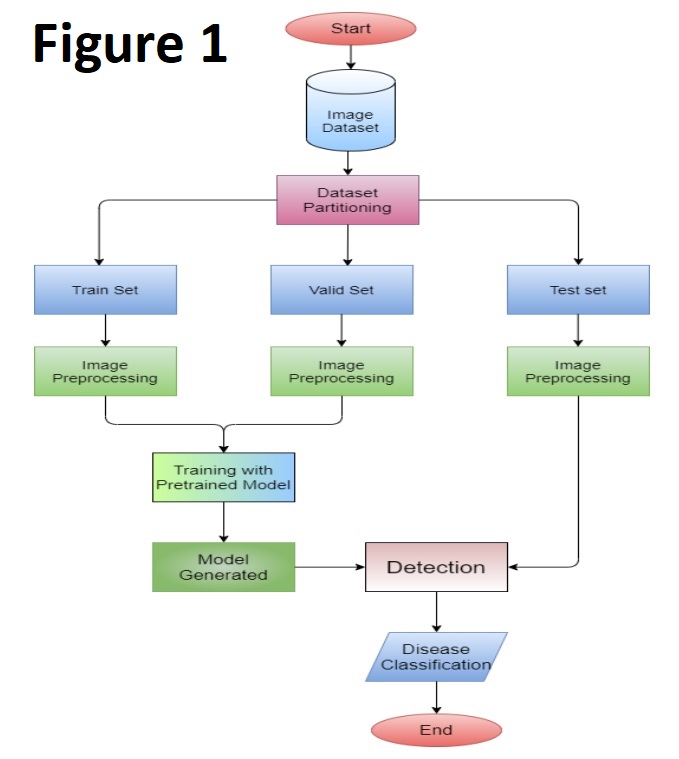 Figure 1
Start
Image
Dataset
Dataset
Partitioning
Train Set
Valid Set
Test set
Image
Preprocessing
Image
Preprocessing
Image
Preprocessing
Training with
Pretrained Model
Model
Generated
Detection
Disease
Classification
End